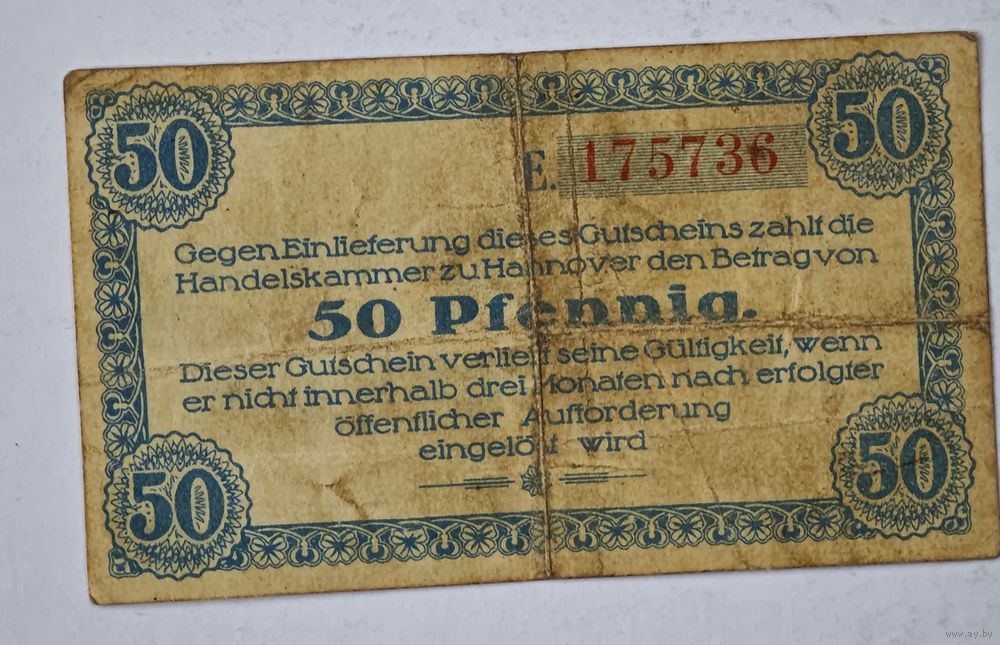 50 50
E. 175736
Gegen Einlieferung dieses Gutscheins zahlt die
Handelskammer zu Hannover den Betrag von
50 Pfennig.
Dieser Gutschein verliert seine Gültigkeit, wenn
er nicht innerhalb drei Monaten nach erfolgter
öffentlicher Aufforderung
eingelöst wird
50 50
www.ay.by